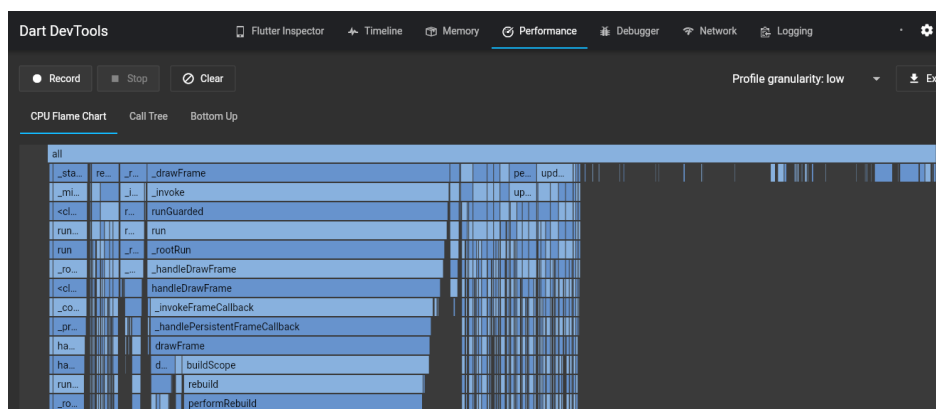 Dart DevTools Flutter Inspector Timeline Memory Performance Debugger Network Logging
Record Stop Clear Profile granularity: low Ex
CPU Flame Chart Call Tree Bottom Up
all
_sta... re... _r... _drawFrame pe... upd...
_mi... _i... _invoke up...
<cl... r... runGuarded
run... r... run
run _r... _rootRun
_ro... _... _handleDrawFrame
<cl... handleDrawFrame
_co... _invokeFrameCallback
_pr... _handlePersistentFrameCallback
ha... drawFrame
ha... d... buildScope
run... rebuild
_ro... performRebuild